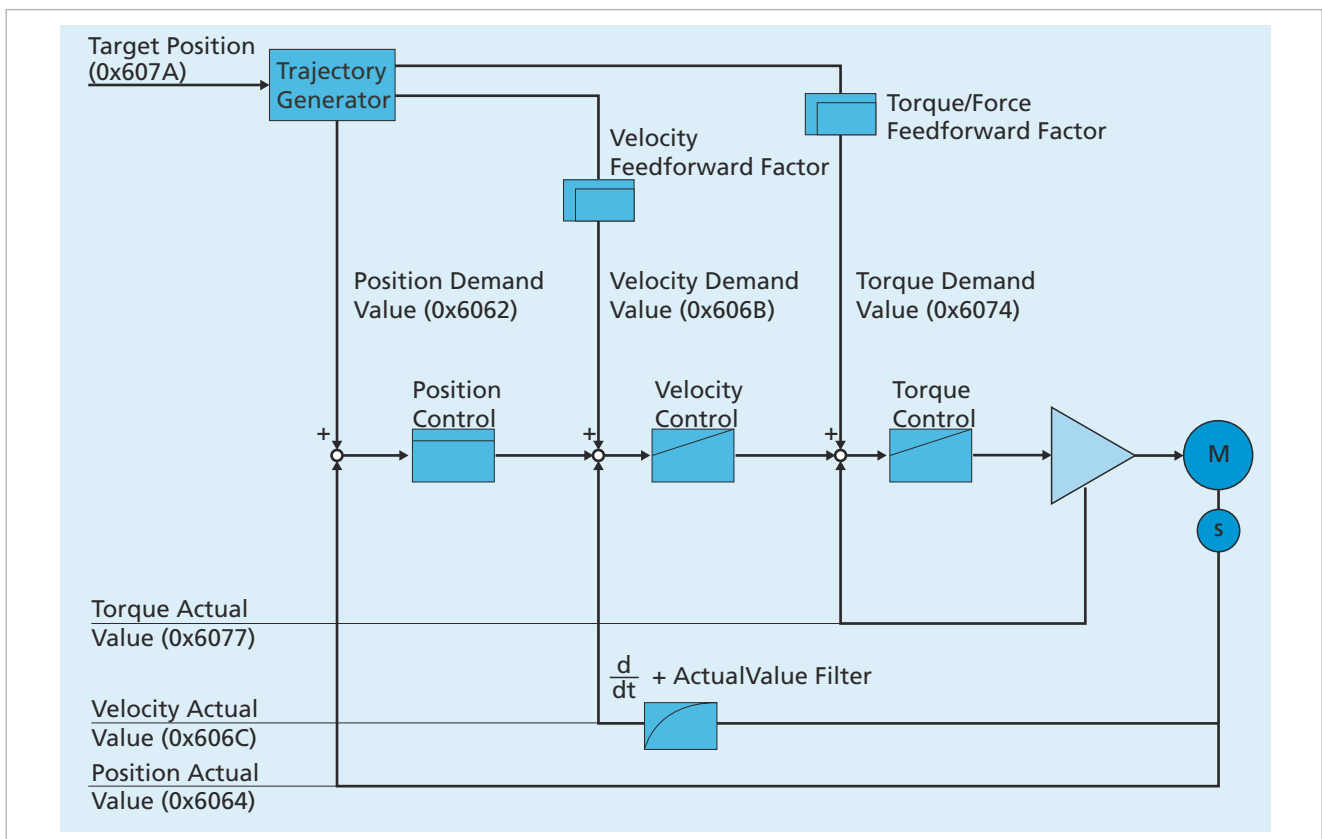 Target Position
(0x607A)
Trajectory
Generator
Torque/Force
Feedforward Factor
Velocity
Feedforward Factor
Position Demand
Value (0x6062)
Velocity Demand
Value (0x606B)
Torque Demand
Value (0x6074)
Position
Control
Velocity
Control
Torque
Control
+
+
+
M
S
Torque Actual
Value (0x6077)
d
dt
+ ActualValue Filter
Velocity Actual
Value (0x606C)
Position Actual
Value (0x6064)